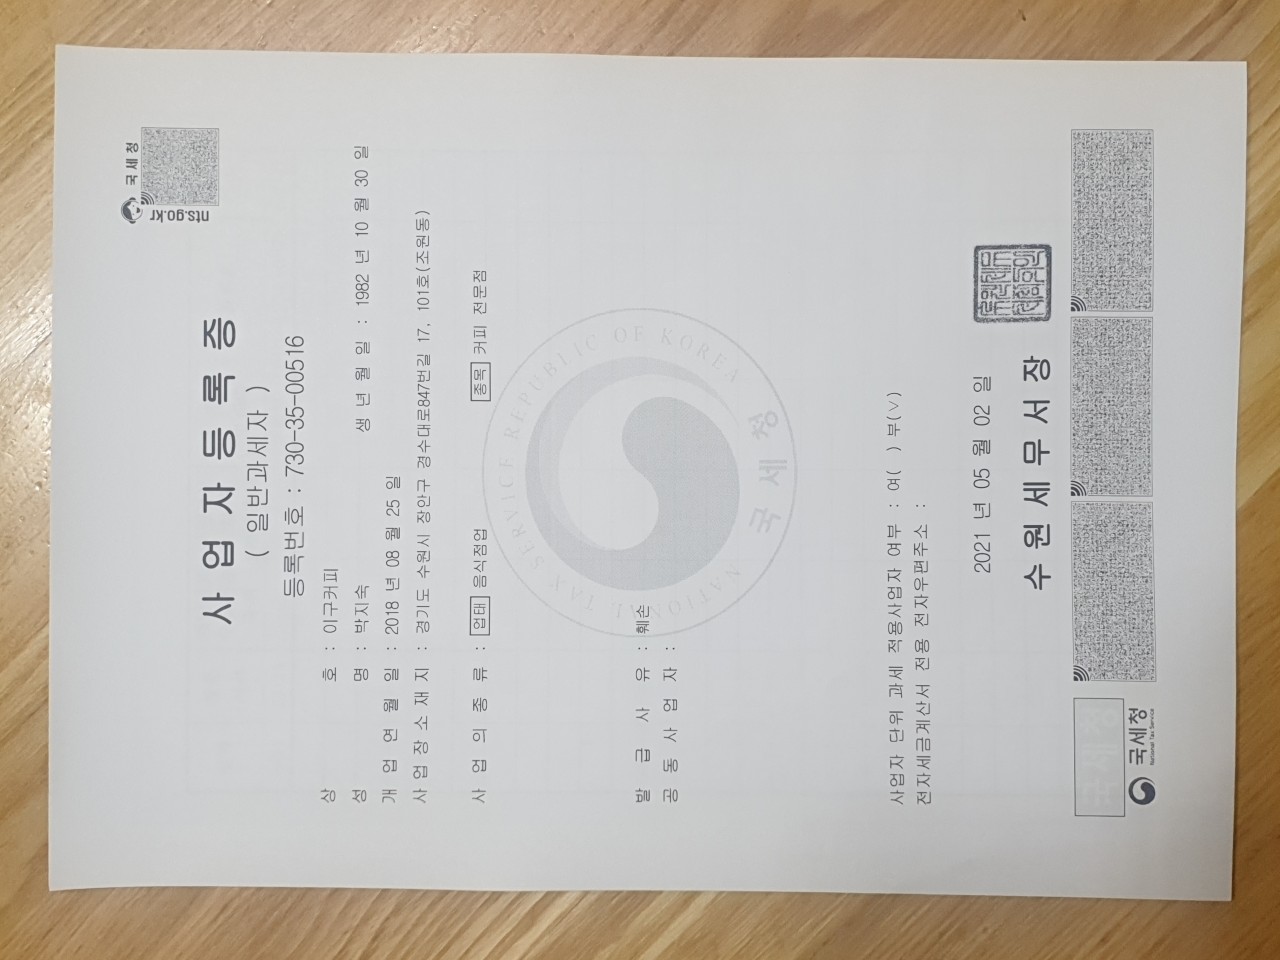 국세청
nts.go.kr
사업자등록증
( 일반과세자 )
등록번호 : 730-35-00516
상 호 : 이구커피
성 명 : 박지숙 생 년 월 일 : 1982 년 10 월 30 일
개 업 연 월 일 : 2018 년 08 월 25 일
사 업 장 소 재 지 : 경기도 수원시 장안구 경수대로847번길 17, 101호(조원동)
사 업 의 종 류 : 업태 음식점업 종목 커피 전문점
NATIONAL TAX SERVICE REPUBLIC OF KOREA
발 급 사 유 : 훼손
공 동 사 업 자 :
국세청
사업자 단위 과세 적용사업자 여부 : 여( ) 부(∨)
전자세금계산서 전용 전자우편주소 :
2021 년 05 월 02 일
수원세무서장
국세청
국세청
National Tax Service